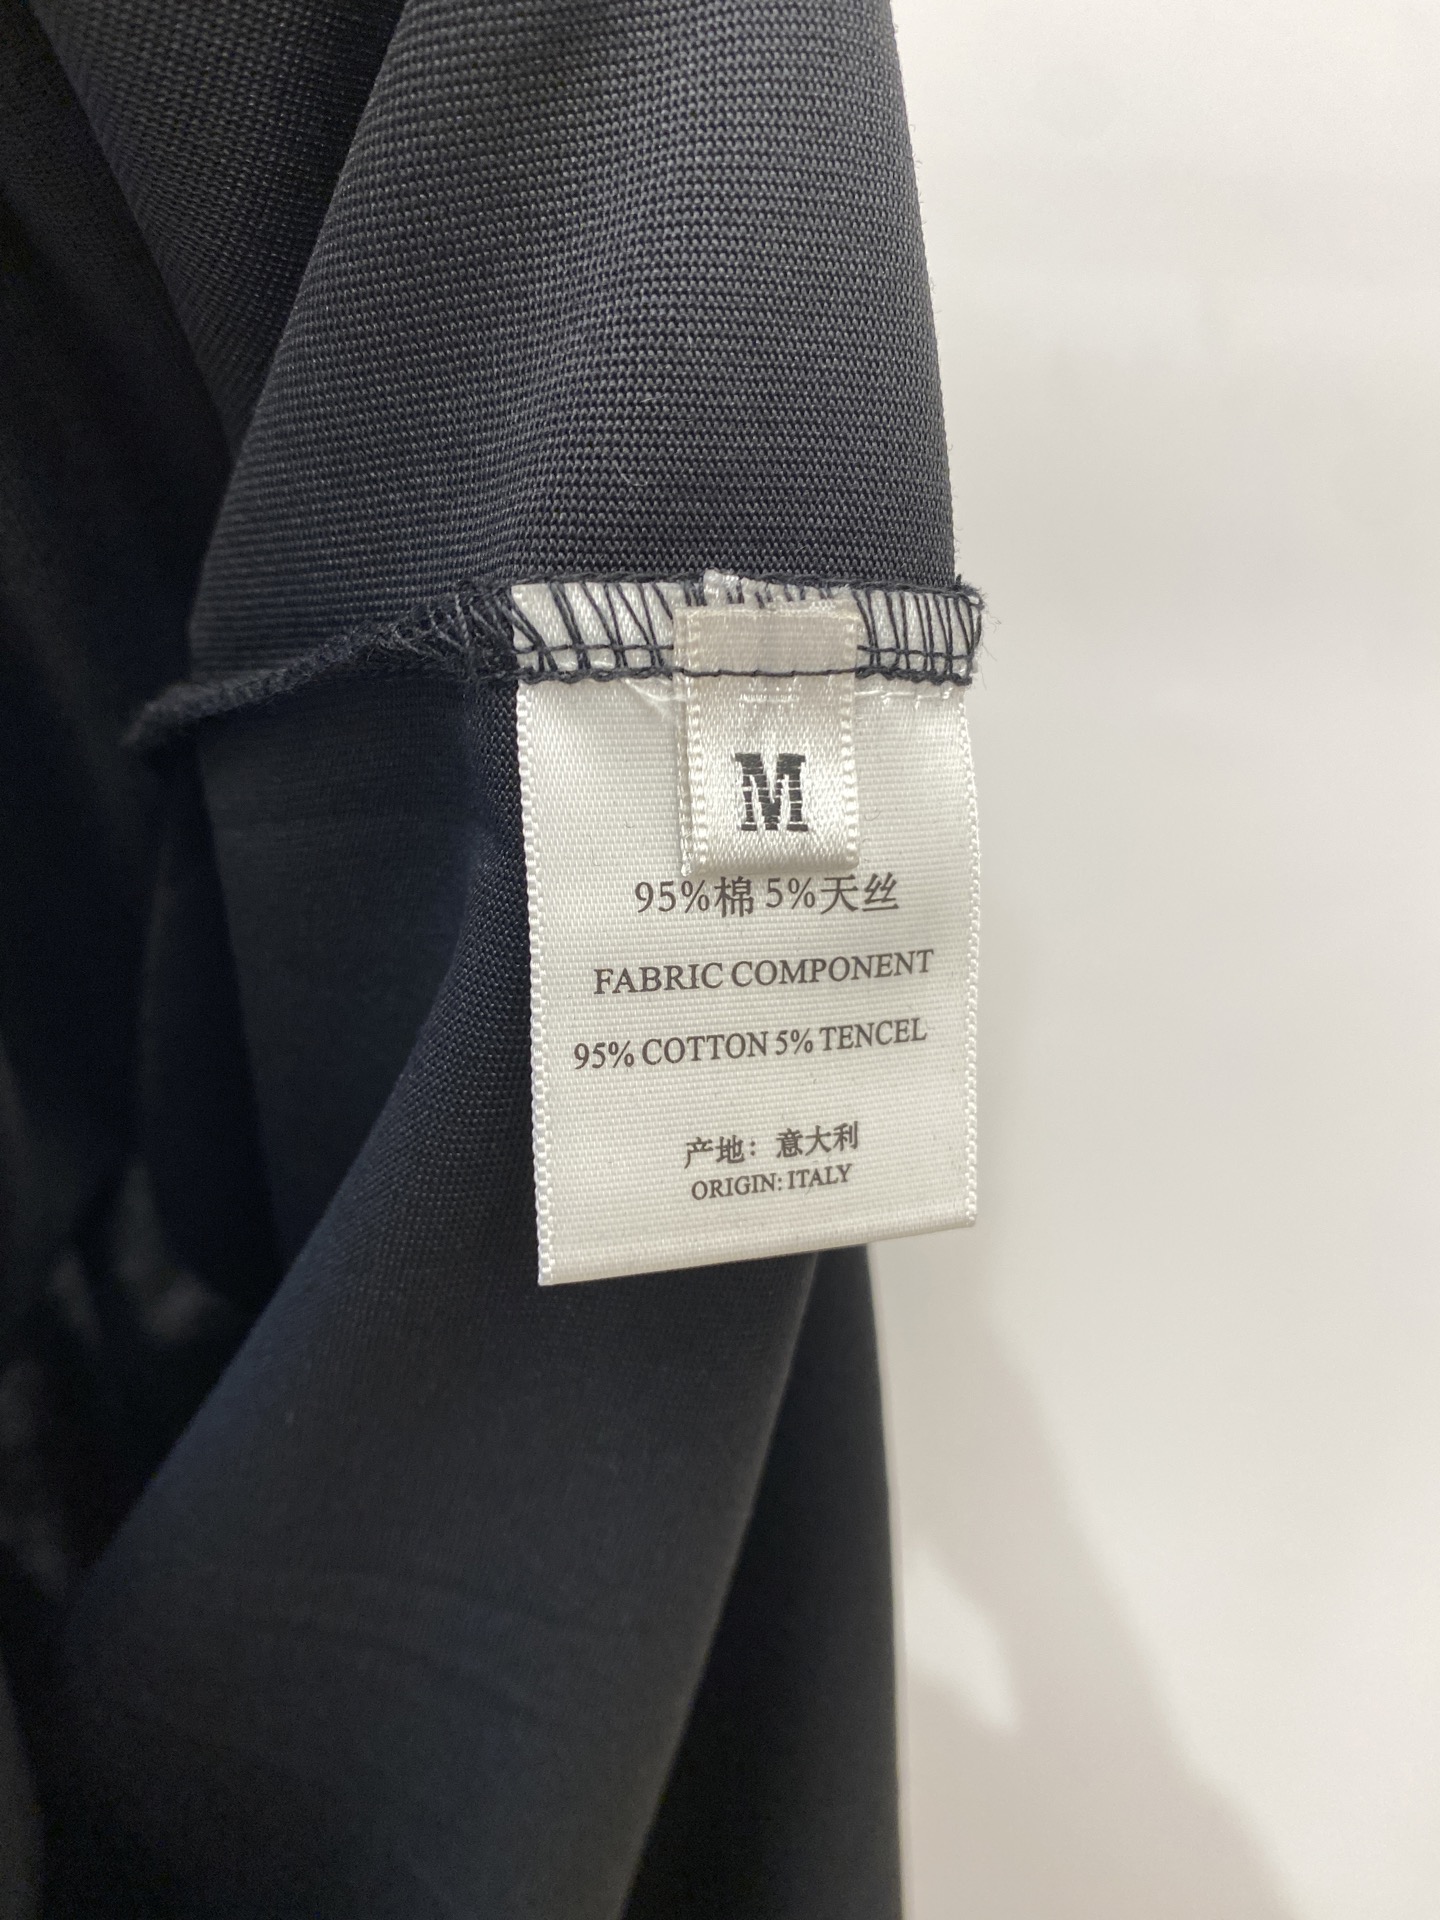 M
95%棉 5%天丝
FABRIC COMPONENT
95% COTTON 5% TENCEL
产地：意大利
ORIGIN: ITALY